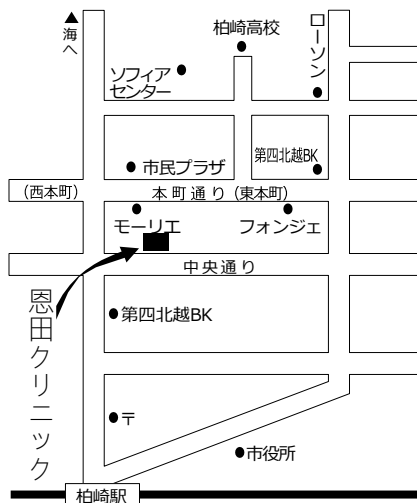 ▲
海へ
柏崎高校
ローソン
ソフィア
センター
市民プラザ
第四北越BK
(西本町)
本町通り(東本町)
モーリエ
フォンジェ
中央通り
恩田クリニック
第四北越BK
〒
市役所
柏崎駅